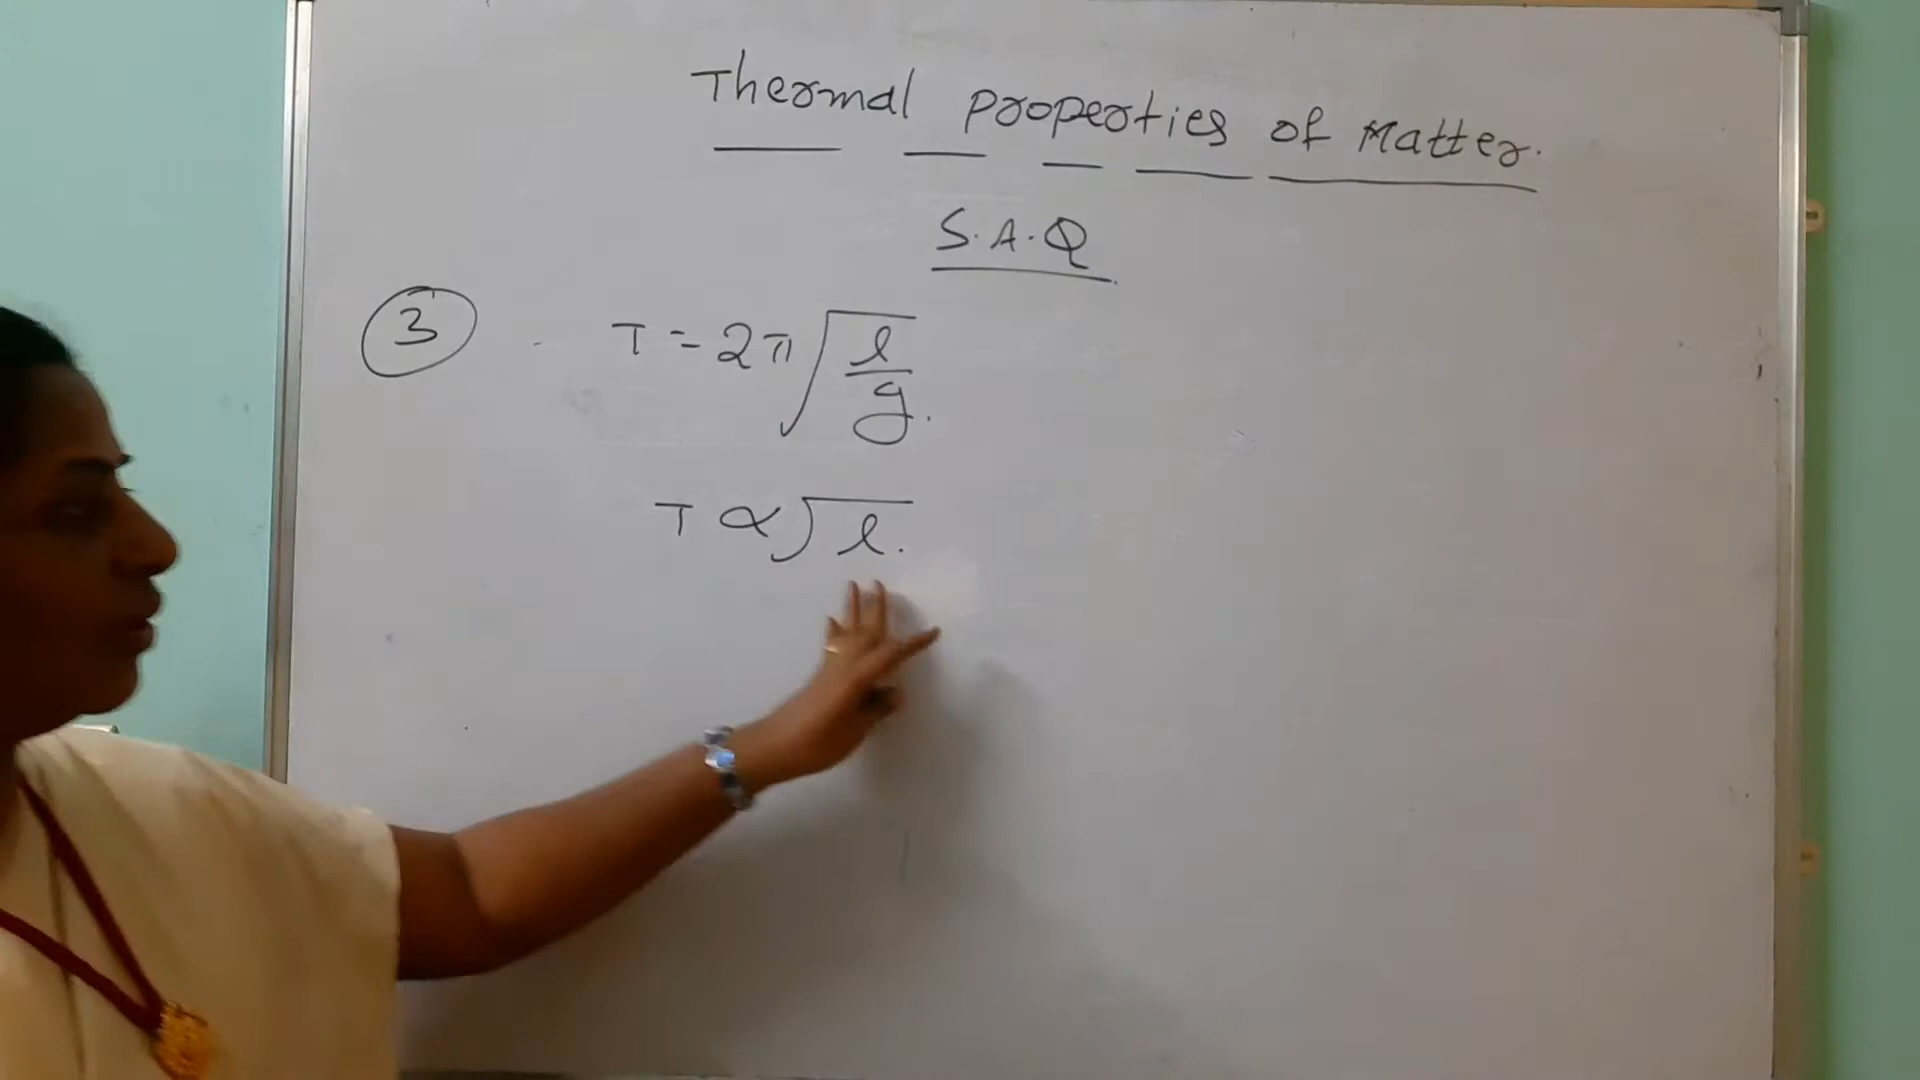 Thermal properties of Matter.
S.A.Q
3
T = 2π√(l/g).
T ∝ √l.